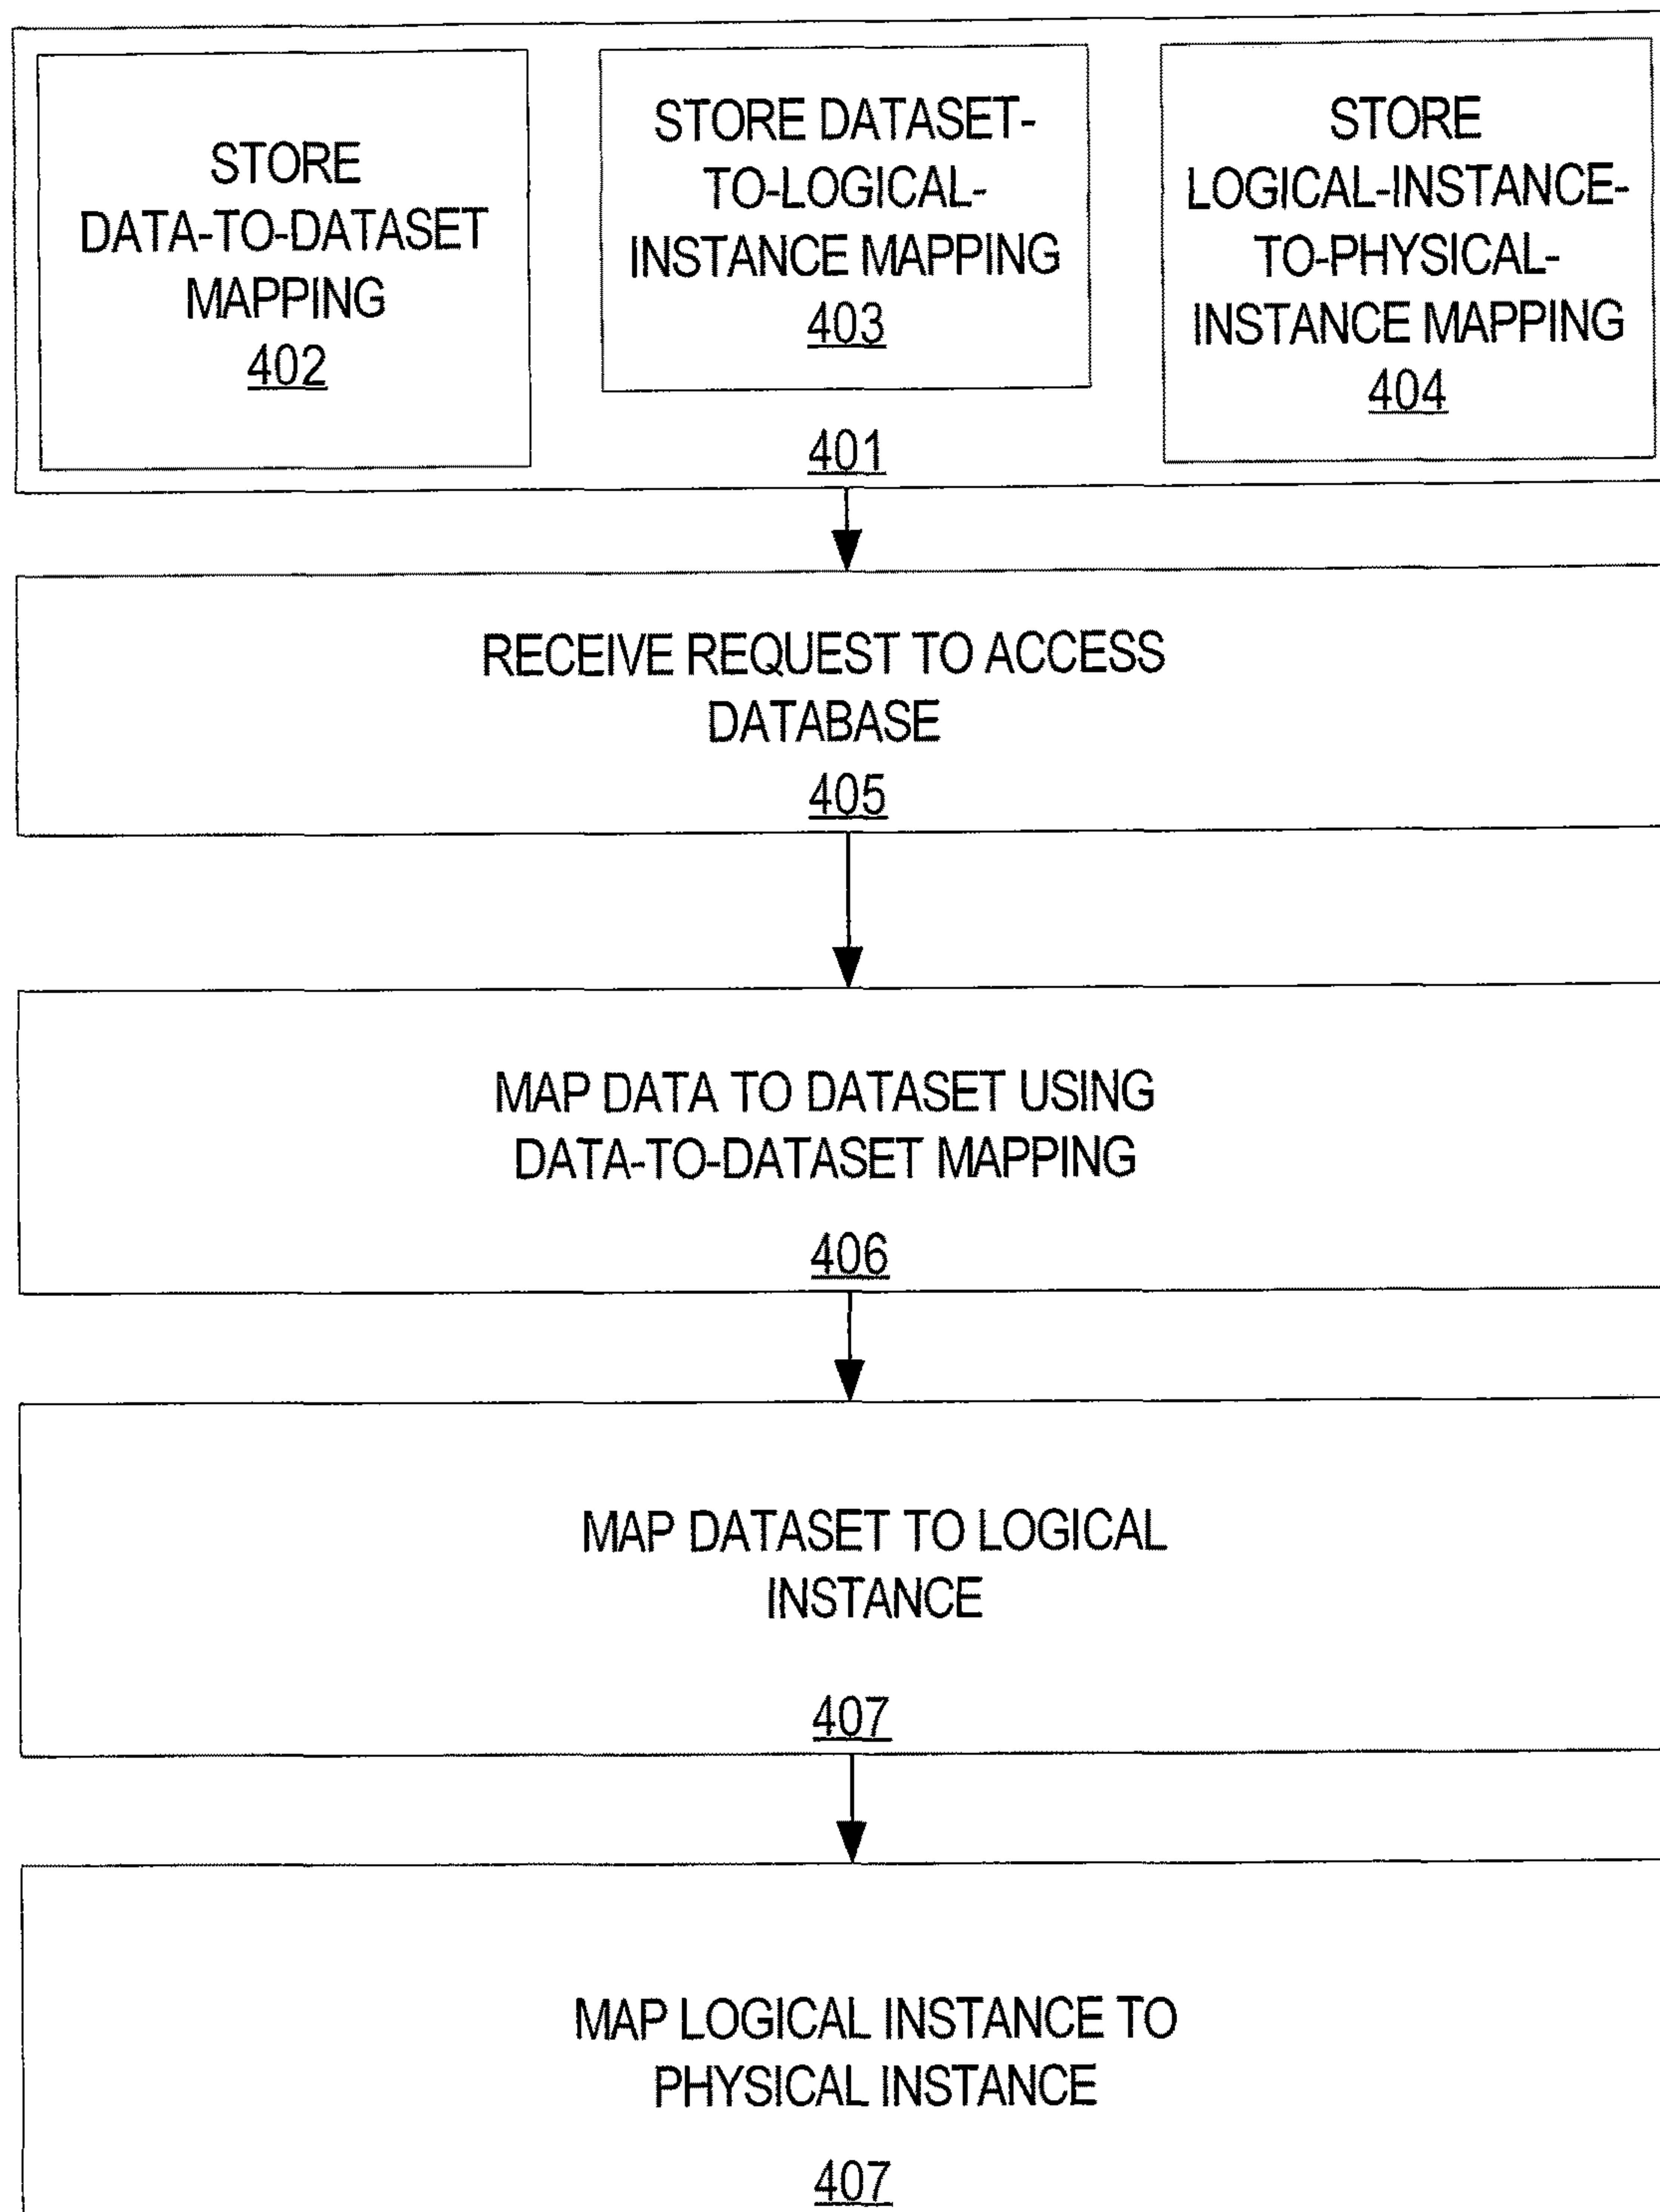 STORE
DATA-TO-DATASET
MAPPING
402
STORE DATASET-
TO-LOGICAL-
INSTANCE MAPPING
403
STORE
LOGICAL-INSTANCE-
TO-PHYSICAL-
INSTANCE MAPPING
404
401
RECEIVE REQUEST TO ACCESS
DATABASE
405
MAP DATA TO DATASET USING
DATA-TO-DATASET MAPPING
406
MAP DATASET TO LOGICAL
INSTANCE
407
MAP LOGICAL INSTANCE TO
PHYSICAL INSTANCE
407